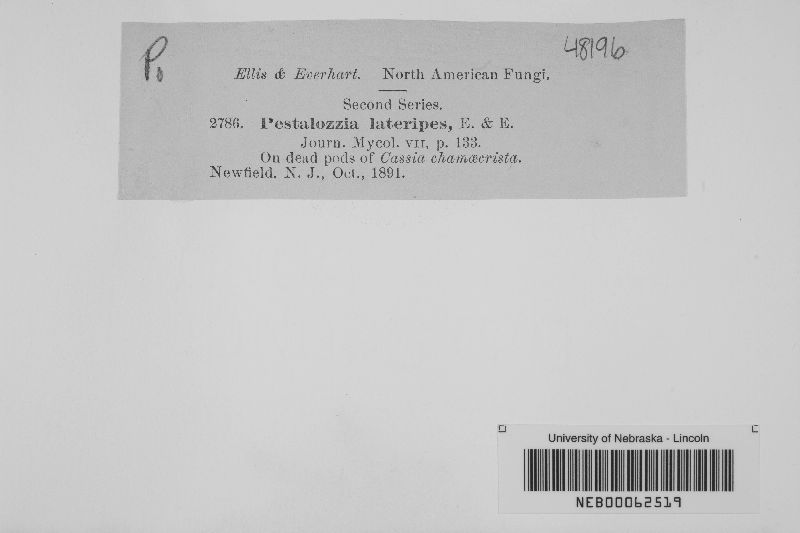 P.
48196
Ellis & Everhart. North American Fungi.
Second Series.
2786. Pestalozzia lateripes, E. & E.
Journ. Mycol. VII, p. 133.
On dead pods of Cassia chamæcrista.
Newfield. N. J., Oct., 1891.
University of Nebraska - Lincoln
NEB00062519